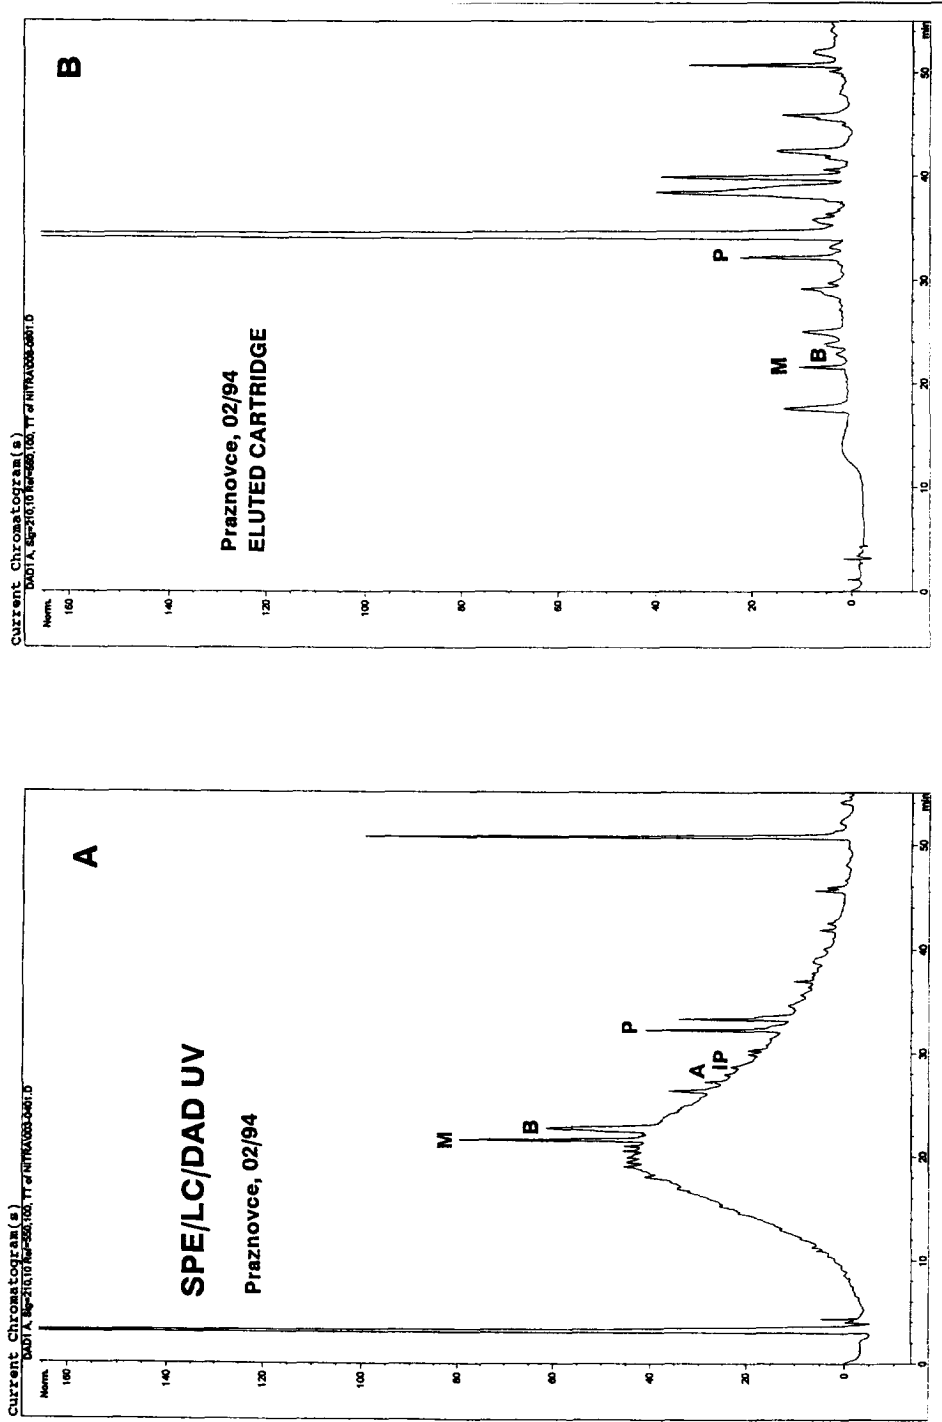 Current Chromatogram(s)
Norm.
160
140
120
100
80
60
40
20
0
A
SPE/LC/DAD UV
Praznovce, 02/94
M
B
A
IP
P
0
10
20
30
40
50
min
Current Chromatogram(s)
Norm.
160
140
120
100
80
60
40
20
0
B
Praznovce, 02/94
ELUTED CARTRIDGE
M
B
P
0
10
20
30
40
50
min